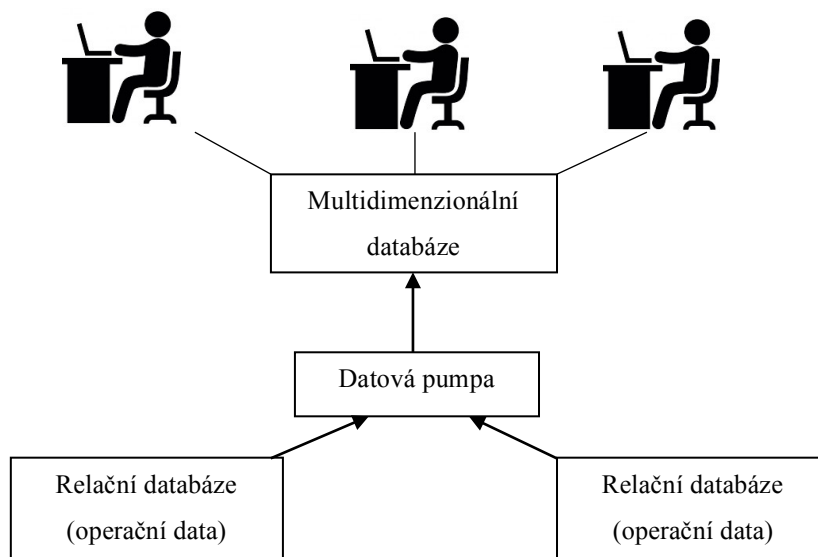 Multidimenzionální
databáze
Datová pumpa
Relační databáze
(operační data)
Relační databáze
(operační data)